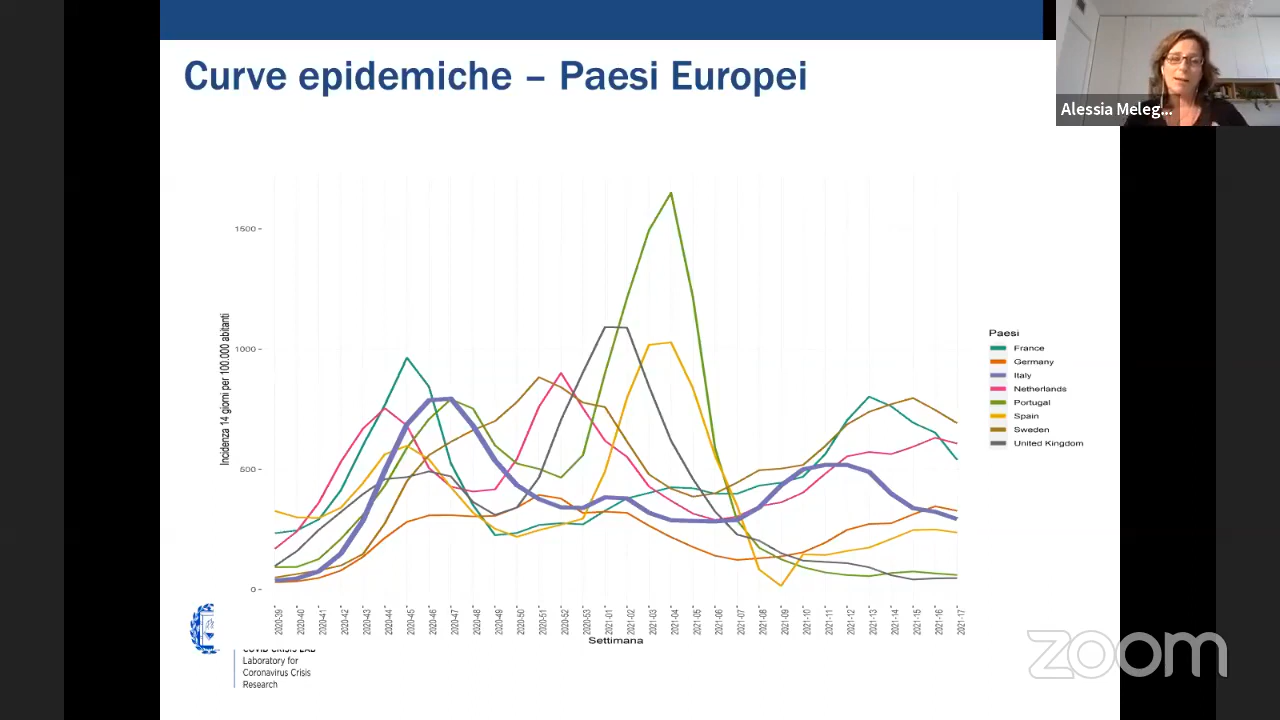 Curve epidemiche – Paesi Europei
Alessia Meleg...
1500
1000
500
0
Incidenza 14 giorni per 100.000 abitanti
Paesi
France
Germany
Italy
Netherlands
Portugal
Spain
Sweden
United Kingdom
2020-39
2020-40
2020-41
2020-42
2020-43
2020-44
2020-45
2020-46
2020-47
2020-48
2020-49
2020-50
2020-51
2020-52
2020-53
2021-01
2021-02
2021-03
2021-04
2021-05
2021-06
2021-07
2021-08
2021-09
2021-10
2021-11
2021-12
2021-13
2021-14
2021-15
2021-16
2021-17
Settimana
COVID CRISIS LAB
Laboratory for
Coronavirus Crisis
Research
zoom